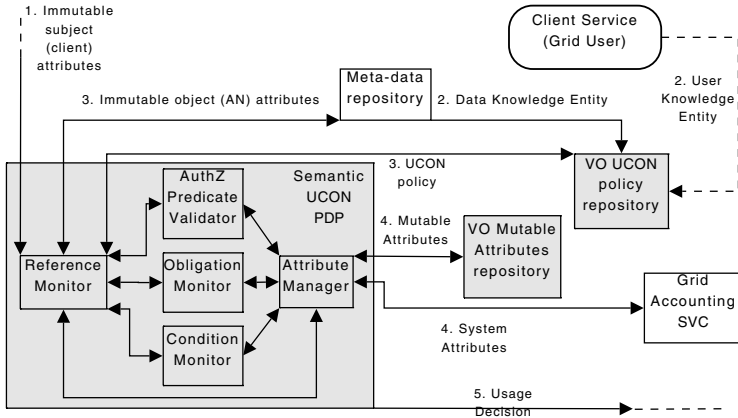 1. Immutable
subject
(client)
attributes
Client Service
(Grid User)
Meta-data
repository
3. Immutable object (AN) attributes
2. Data Knowledge Entity
2. User
Knowledge
Entity
AuthZ
Predicate
Validator
Semantic
UCON
PDP
3. UCON
policy
VO UCON
policy
repository
4. Mutable
Attributes
VO Mutable
Attributes
repository
Reference
Monitor
Obligation
Monitor
Attribute
Manager
Grid
Accounting
SVC
Condition
Monitor
4. System
Attributes
5. Usage
Decision